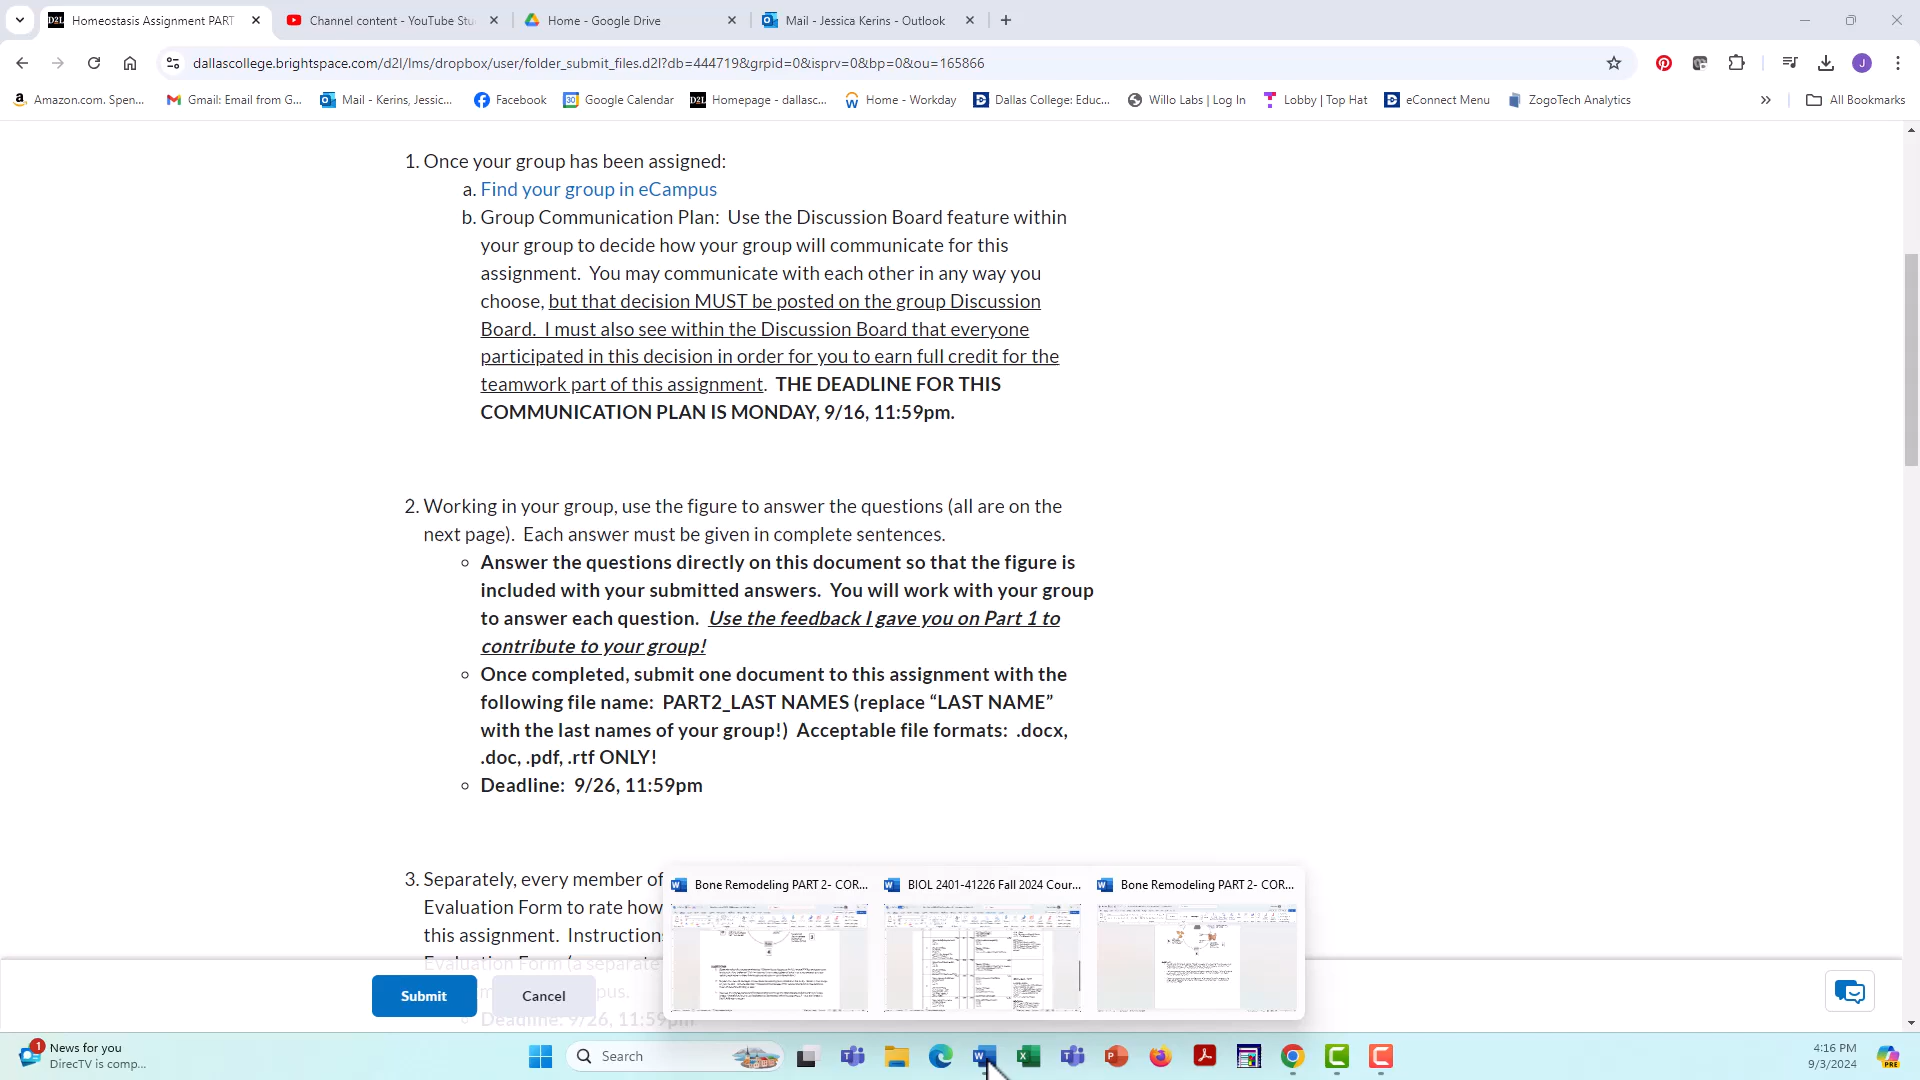 Homeostasis Assignment PART
Channel content - YouTube Stu
Home - Google Drive
Mail - Jessica Kerins - Outlook
dallascollege.brightspace.com/d2l/lms/dropbox/user/folder_submit_files.d2l?db=444719&grpid=0&isprv=0&bp=0&ou=165866
Amazon.com. Spen...
Gmail: Email from G...
Mail - Kerins, Jessic...
Facebook
Google Calendar
Homepage - dallasc...
Home - Workday
Dallas College: Educ...
Willo Labs | Log In
Lobby | Top Hat
eConnect Menu
ZogoTech Analytics
All Bookmarks
1. Once your group has been assigned:
a. Find your group in eCampus
b. Group Communication Plan:  Use the Discussion Board feature within
your group to decide how your group will communicate for this
assignment.  You may communicate with each other in any way you
choose, but that decision MUST be posted on the group Discussion
Board.  I must also see within the Discussion Board that everyone
participated in this decision in order for you to earn full credit for the
teamwork part of this assignment.  THE DEADLINE FOR THIS
COMMUNICATION PLAN IS MONDAY, 9/16, 11:59pm.
2. Working in your group, use the figure to answer the questions (all are on the
next page).  Each answer must be given in complete sentences.
Answer the questions directly on this document so that the figure is
included with your submitted answers.  You will work with your group
to answer each question.  Use the feedback I gave you on Part 1 to
contribute to your group!
Once completed, submit one document to this assignment with the
following file name:  PART2_LAST NAMES (replace “LAST NAME”
with the last names of your group!)  Acceptable file formats:  .docx,
.doc, .pdf, .rtf ONLY!
Deadline:  9/26, 11:59pm
3. Separately, every member of
Evaluation Form to rate how
this assignment.  Instructions
Evaluation Form (a separate
Deadline: 9/26, 11:59pm
Bone Remodeling PART 2- COR...
BIOL 2401-41226 Fall 2024 Cour...
Bone Remodeling PART 2- COR...
Submit
Cancel
1
News for you
DirecTV is comp...
Search
4:16 PM
9/3/2024